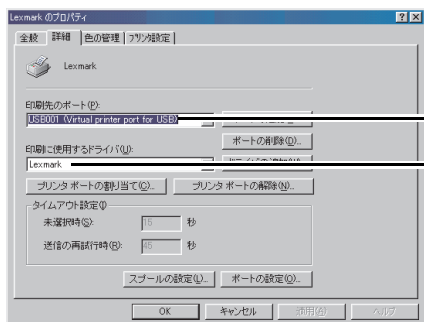 Lexmark のプロパティ
全般 詳細 色の管理 プリンタ設定
Lexmark
印刷先のポート(P):
USB001 (Virtual printer port for USB)
ポートの削除(D)...
印刷に使用するドライバ(U):
Lexmark
プリンタ ポートの割り当て(C)... プリンタ ポートの解除(N)...
タイムアウト設定
未選択時(S): 15 秒
送信の再試行時(R): 45 秒
スプールの設定(L)... ポートの設定(O)...
OK キャンセル 適用(A) ヘルプ